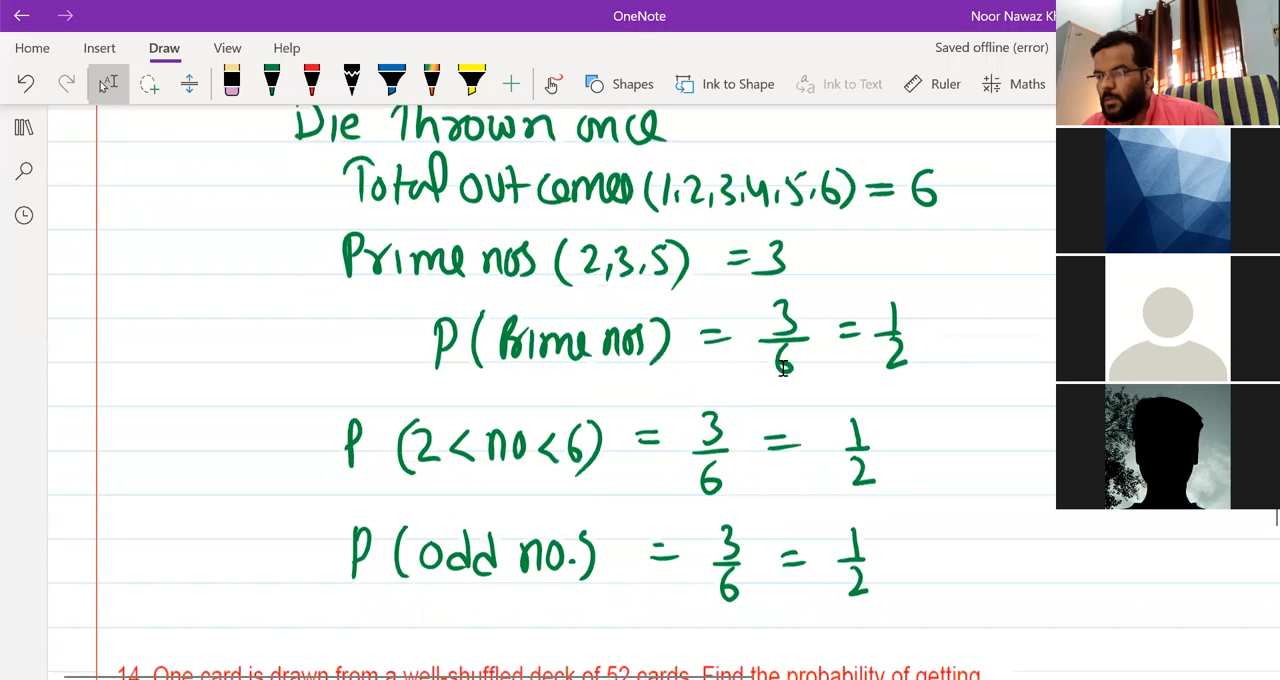 OneNote
Noor Nawaz Kh
Home Insert Draw View Help
Saved offline (error)
Shapes Ink to Shape Ink to Text Ruler Maths
Die Thrown once
Total outcomes (1,2,3,4,5,6) = 6
Prime nos (2,3,5) = 3
P (Prime nos) = 3/6 = 1/2
P (2 < no < 6) = 3/6 = 1/2
P (odd no.) = 3/6 = 1/2
14. One card is drawn from a well-shuffled deck of 52 cards. Find the probability of getting